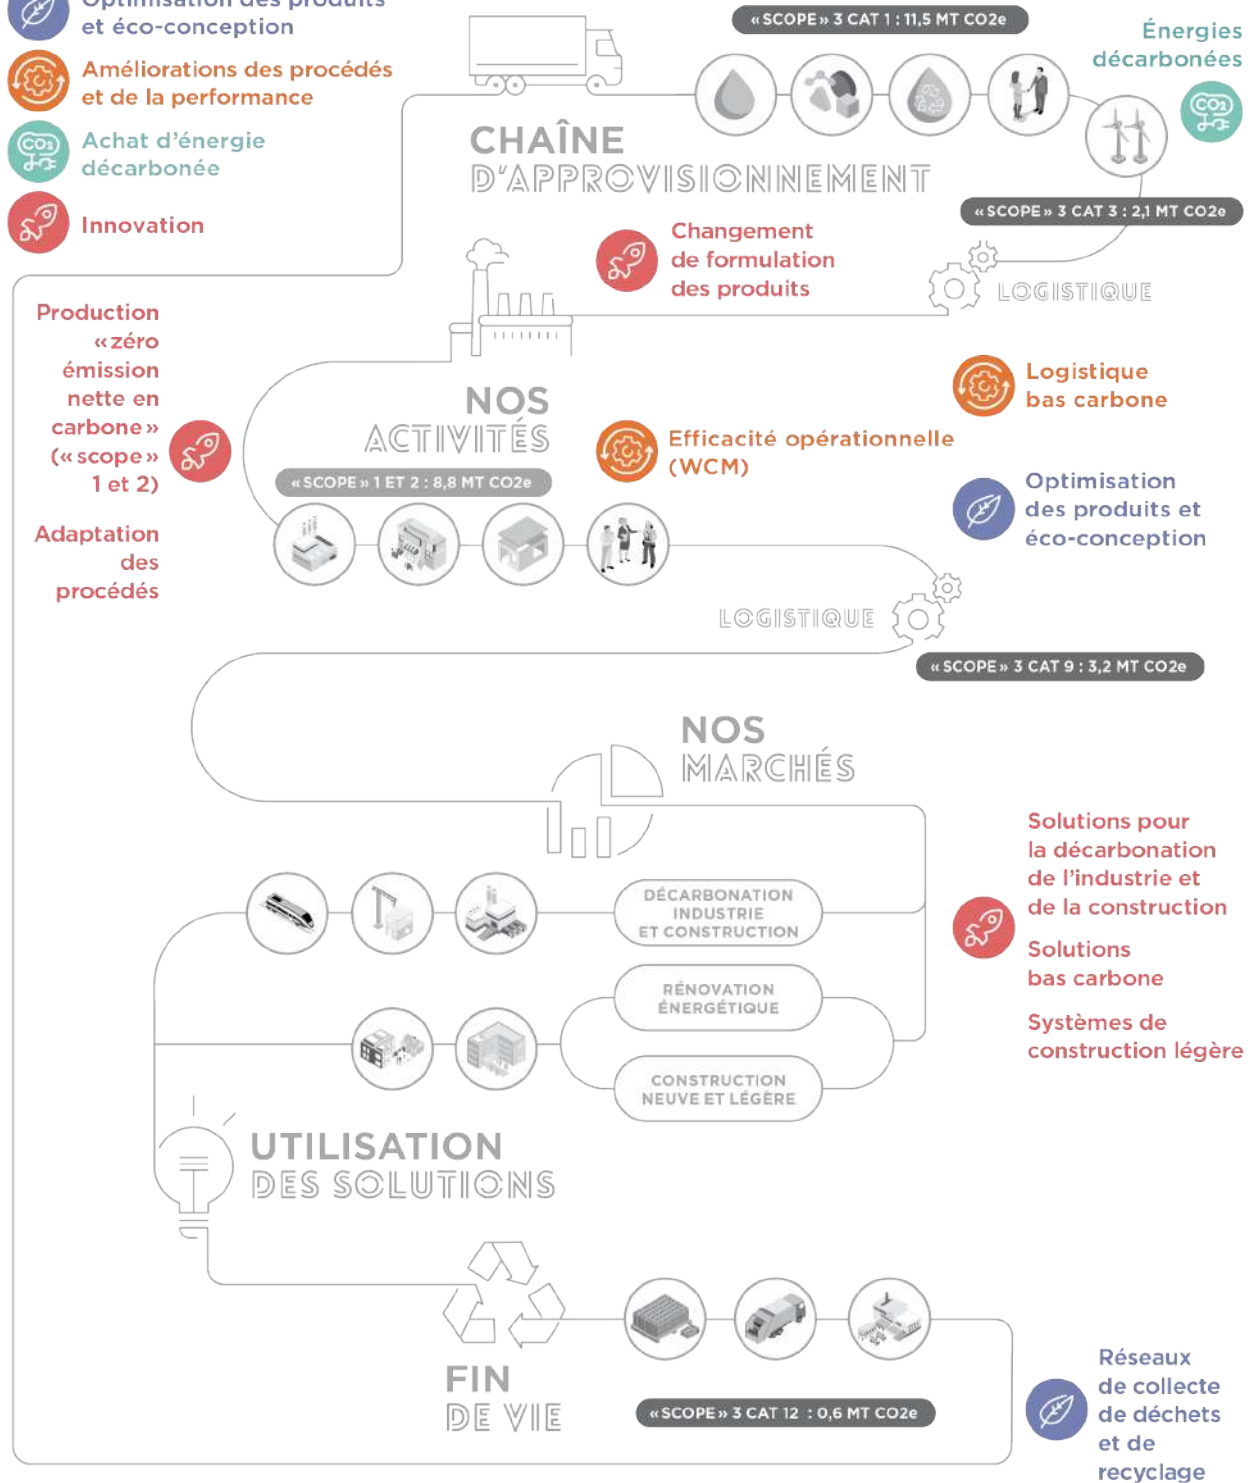 Optimisation des produits
et éco-conception
Améliorations des procédés
et de la performance
Achat d'énergie
décarbonée
Innovation
« SCOPE » 3 CAT 1 : 11,5 MT CO2e
Énergies
décarbonées
CO2
CO2
CHAÎNE
D'APPROVISIONNEMENT
« SCOPE » 3 CAT 3 : 2,1 MT CO2e
Changement
de formulation
des produits
LOGISTIQUE
Production
« zéro
émission
nette en
carbone »
(« scope »
1 et 2)
Adaptation
des
procédés
NOS
ACTIVITÉS
« SCOPE » 1 ET 2 : 8,8 MT CO2e
Efficacité opérationnelle
(WCM)
Logistique
bas carbone
Optimisation
des produits et
éco-conception
LOGISTIQUE
« SCOPE » 3 CAT 9 : 3,2 MT CO2e
NOS
MARCHÉS
DÉCARBONATION
INDUSTRIE
ET CONSTRUCTION
RÉNOVATION
ÉNERGÉTIQUE
CONSTRUCTION
NEUVE ET LÉGÈRE
Solutions pour
la décarbonation
de l'industrie et
de la construction
Solutions
bas carbone
Systèmes de
construction légère
UTILISATION
DES SOLUTIONS
FIN
DE VIE
« SCOPE » 3 CAT 12 : 0,6 MT CO2e
Réseaux
de collecte
de déchets
et de
recyclage